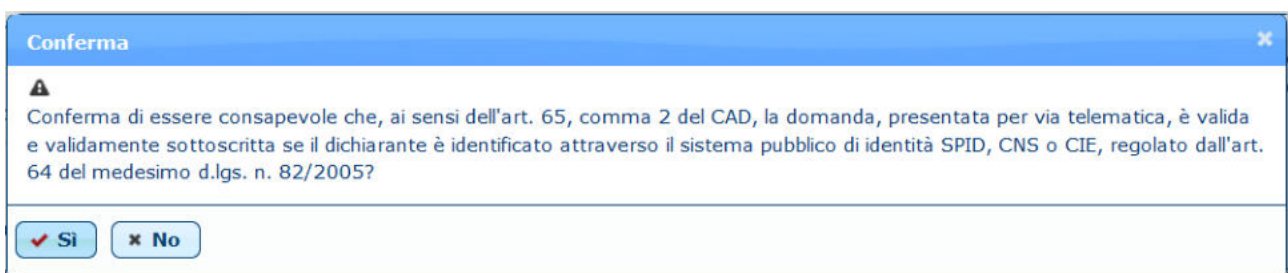 Conferma
Conferma di essere consapevole che, ai sensi dell'art. 65, comma 2 del CAD, la domanda, presentata per via telematica, è valida
e validamente sottoscritta se il dichiarante è identificato attraverso il sistema pubblico di identità SPID, CNS o CIE, regolato dall'art.
64 del medesimo d.lgs. n. 82/2005?
Sì
No